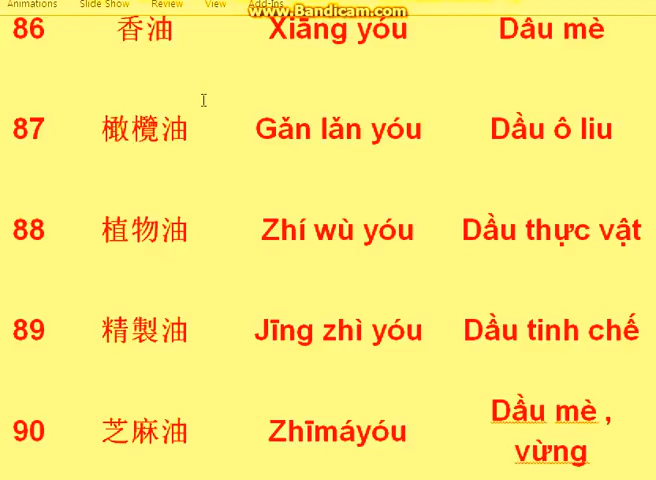 Animations Slide Show Review View Add-Ins
www.Bandicam.com
86 香油 Xiāng yóu Dầu mè
87 橄欖油 Gǎn lǎn yóu Dầu ô liu
88 植物油 Zhí wù yóu Dầu thực vật
89 精製油 Jīng zhì yóu Dầu tinh chế
90 芝麻油 Zhīmáyóu Dầu mè ,
vừng